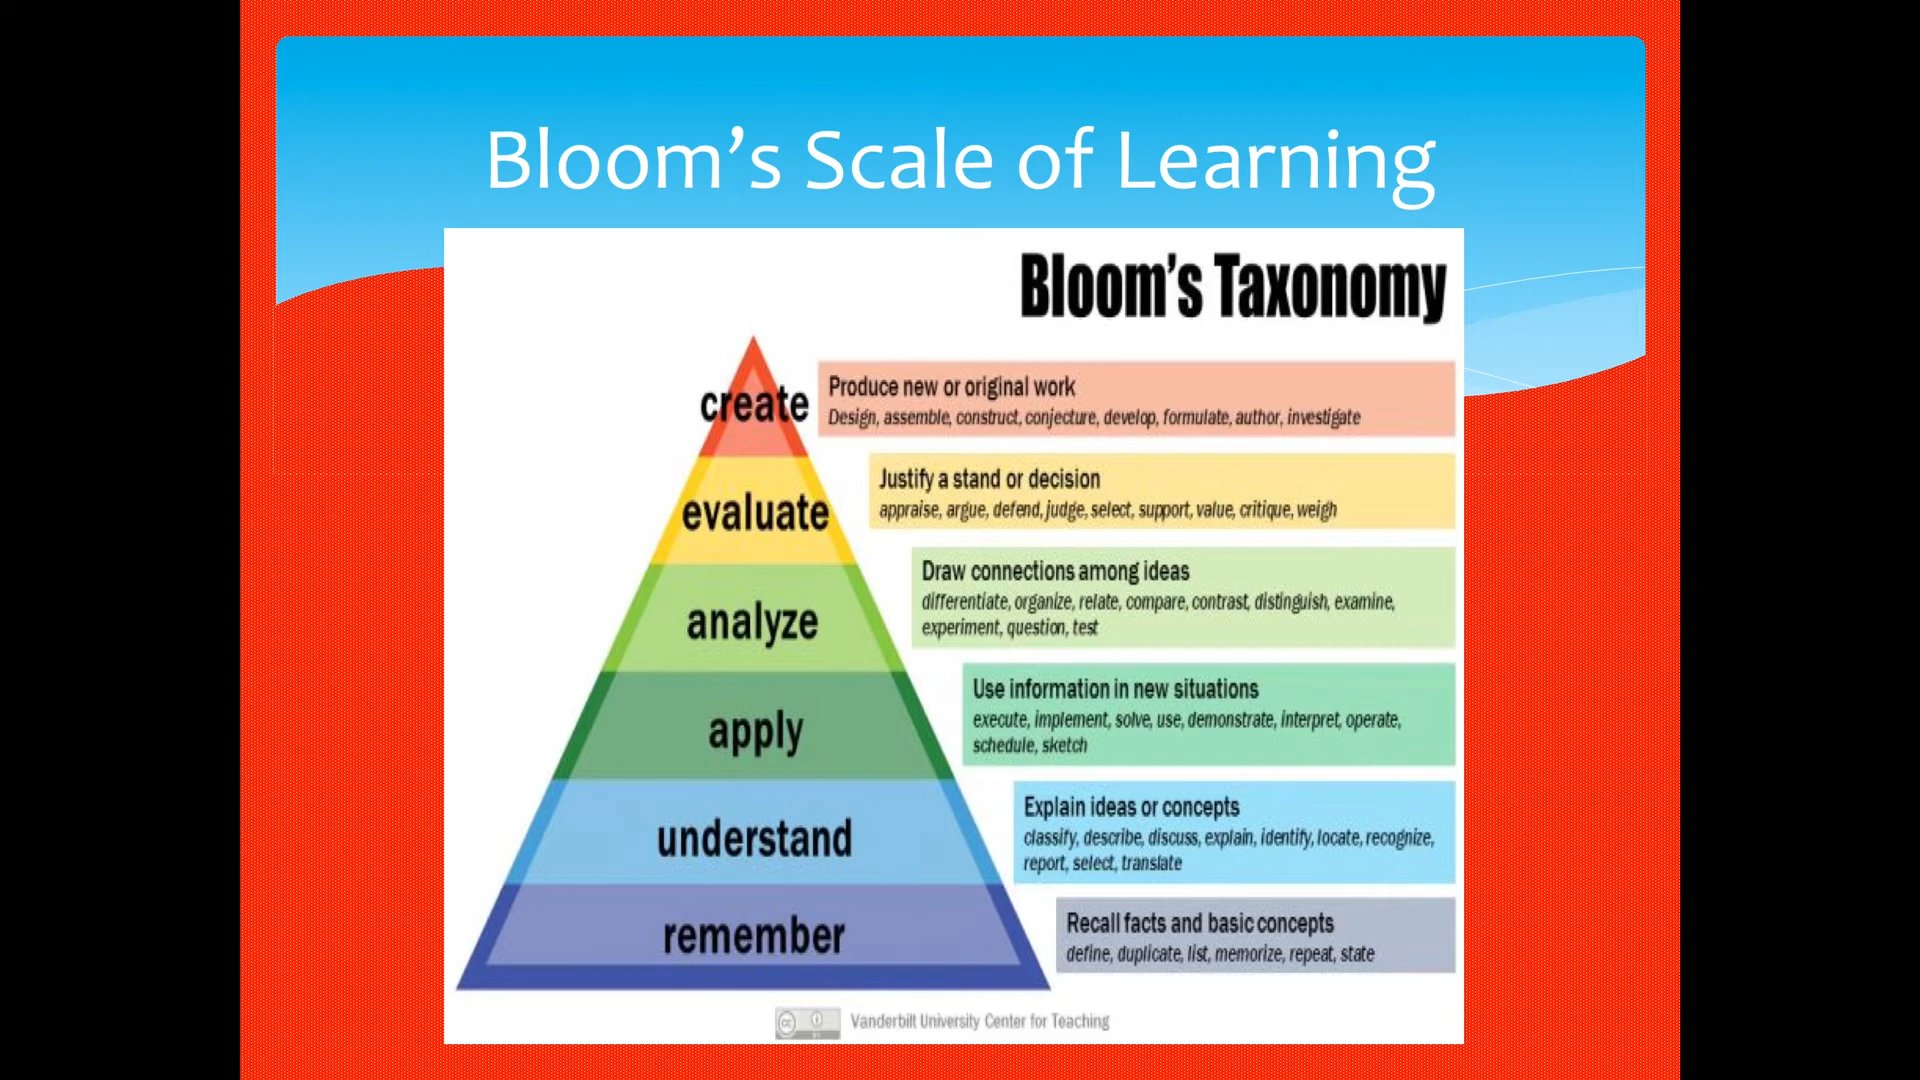 Bloom’s Scale of Learning
Bloom’s Taxonomy
create
Produce new or original work
Design, assemble, construct, conjecture, develop, formulate, author, investigate
evaluate
Justify a stand or decision
appraise, argue, defend, judge, select, support, value, critique, weigh
analyze
Draw connections among ideas
differentiate, organize, relate, compare, contrast, distinguish, examine,
experiment, question, test
apply
Use information in new situations
execute, implement, solve, use, demonstrate, interpret, operate,
schedule, sketch
understand
Explain ideas or concepts
classify, describe, discuss, explain, identify, locate, recognize,
report, select, translate
remember
Recall facts and basic concepts
define, duplicate, list, memorize, repeat, state
cc
Vanderbilt University Center for Teaching